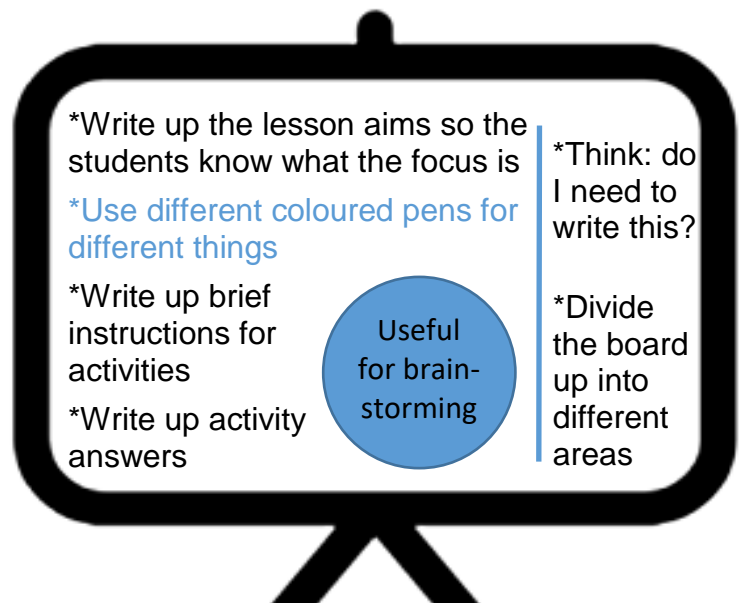 *Write up the lesson aims so the
students know what the focus is
*Use different coloured pens for
different things
*Write up brief
instructions for
activities
*Write up activity
answers
Useful
for brain-
storming
*Think: do
I need to
write this?
*Divide
the board
up into
different
areas